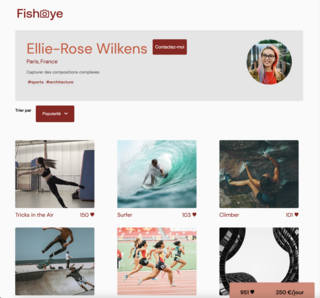 FishEye
Ellie-Rose Wilkens
Contactez-moi
Paris, France
Capturer des compositions complexes
#sports #architecture
Trier par
Popularité
Tricks in the Air 150
Surfer 103
Climber 101
951 250 €/jour